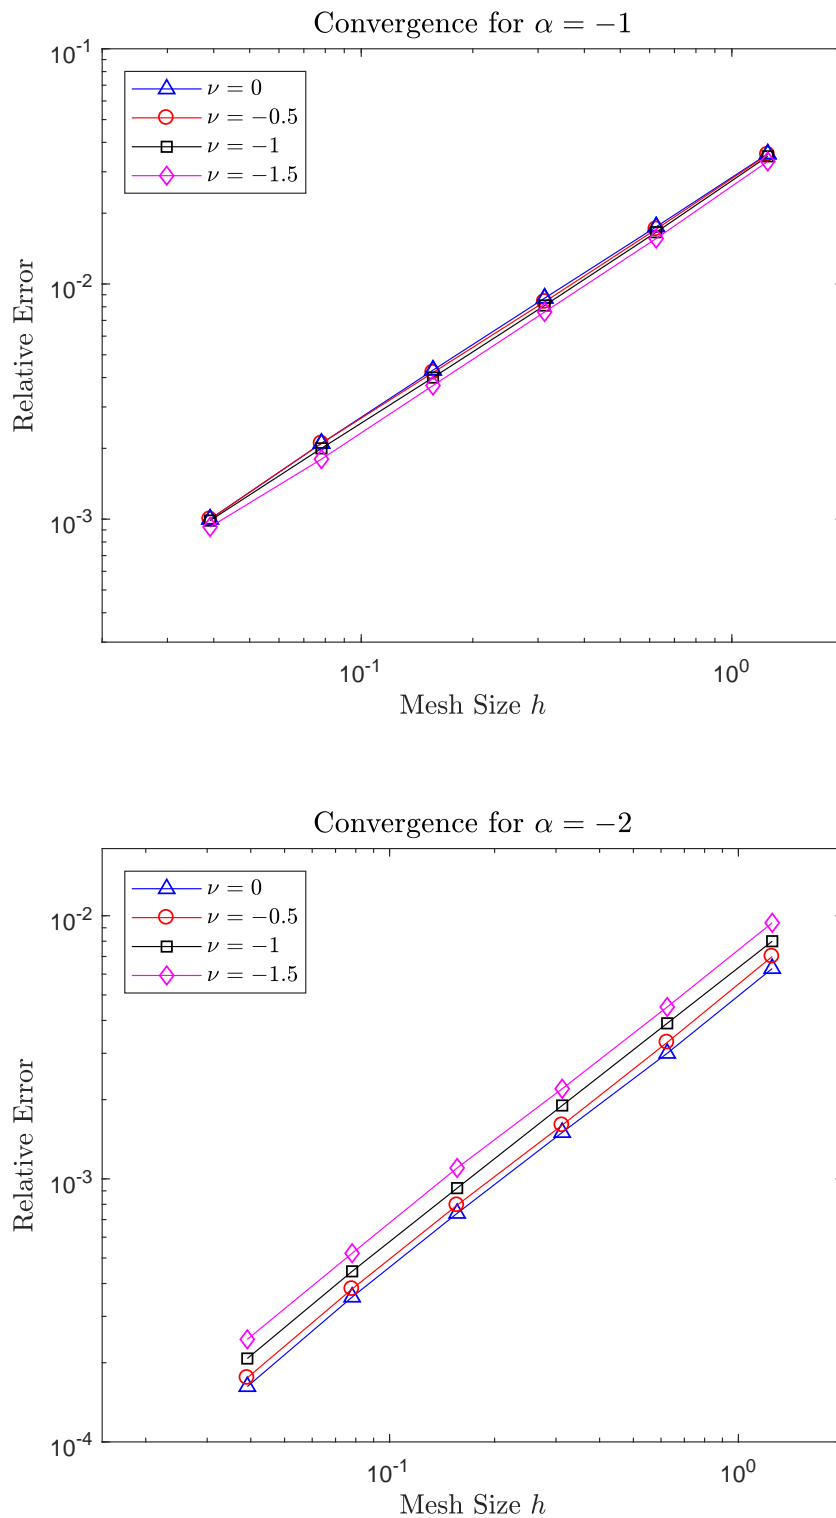 Convergence for α = −1
10^-1
ν = 0
ν = −0.5
ν = −1
ν = −1.5
10^-2
Relative Error
10^-3
10^-1 10^0
Mesh Size h
Convergence for α = −2
ν = 0
ν = −0.5
ν = −1
ν = −1.5
10^-2
Relative Error
10^-3
10^-4
10^-1 10^0
Mesh Size h